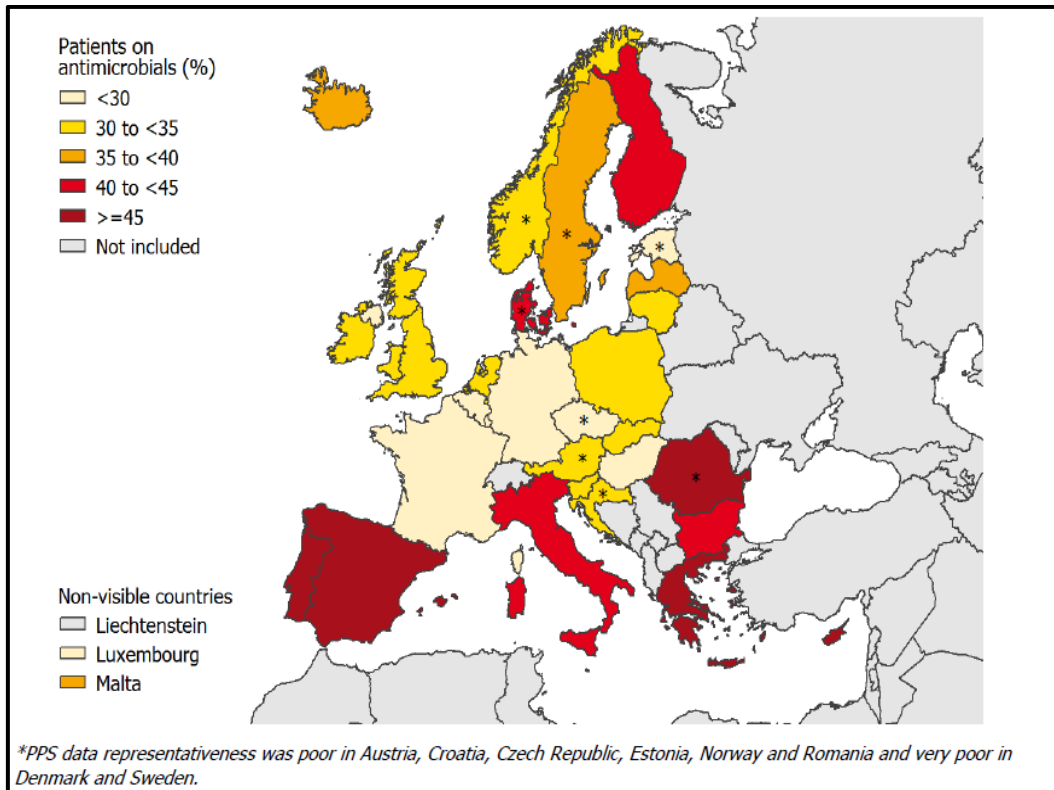 Patients on
antimicrobials (%)
<30
30 to <35
35 to <40
40 to <45
>=45
Not included
*
*
*
*
*
*
*
*
Non-visible countries
Liechtenstein
Luxembourg
Malta
*PPS data representativeness was poor in Austria, Croatia, Czech Republic, Estonia, Norway and Romania and very poor in
Denmark and Sweden.